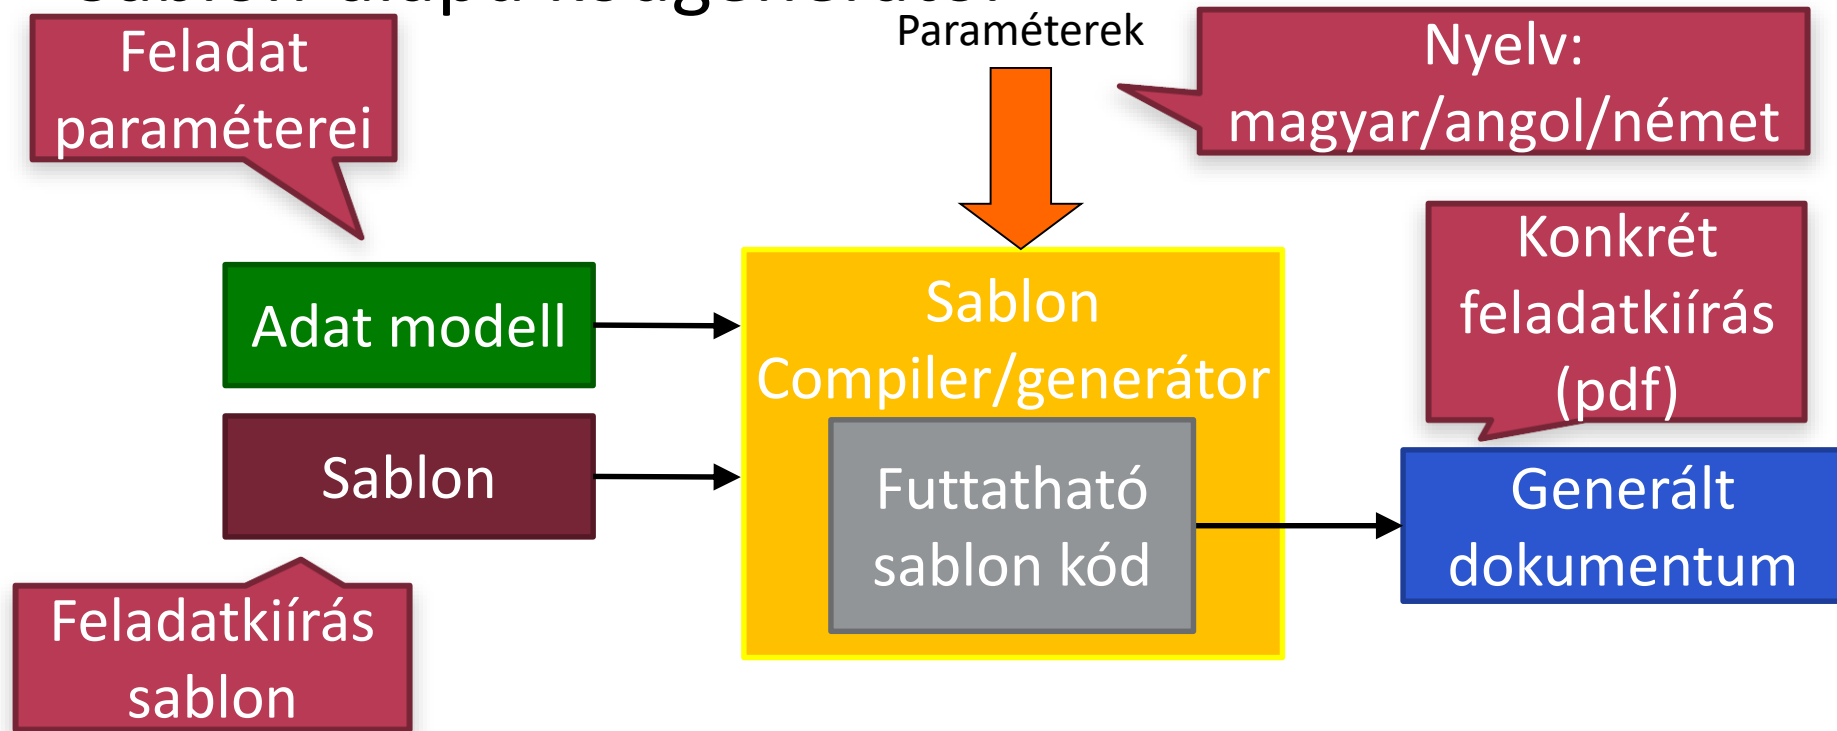 Feladat
paraméterei
Paraméterek
Nyelv:
magyar/angol/német
Adat modell
Sablon
Compiler/generátor
Konkrét
feladatkiírás
(pdf)
Sablon
Futtatható
sablon kód
Generált
dokumentum
Feladatkiírás
sablon